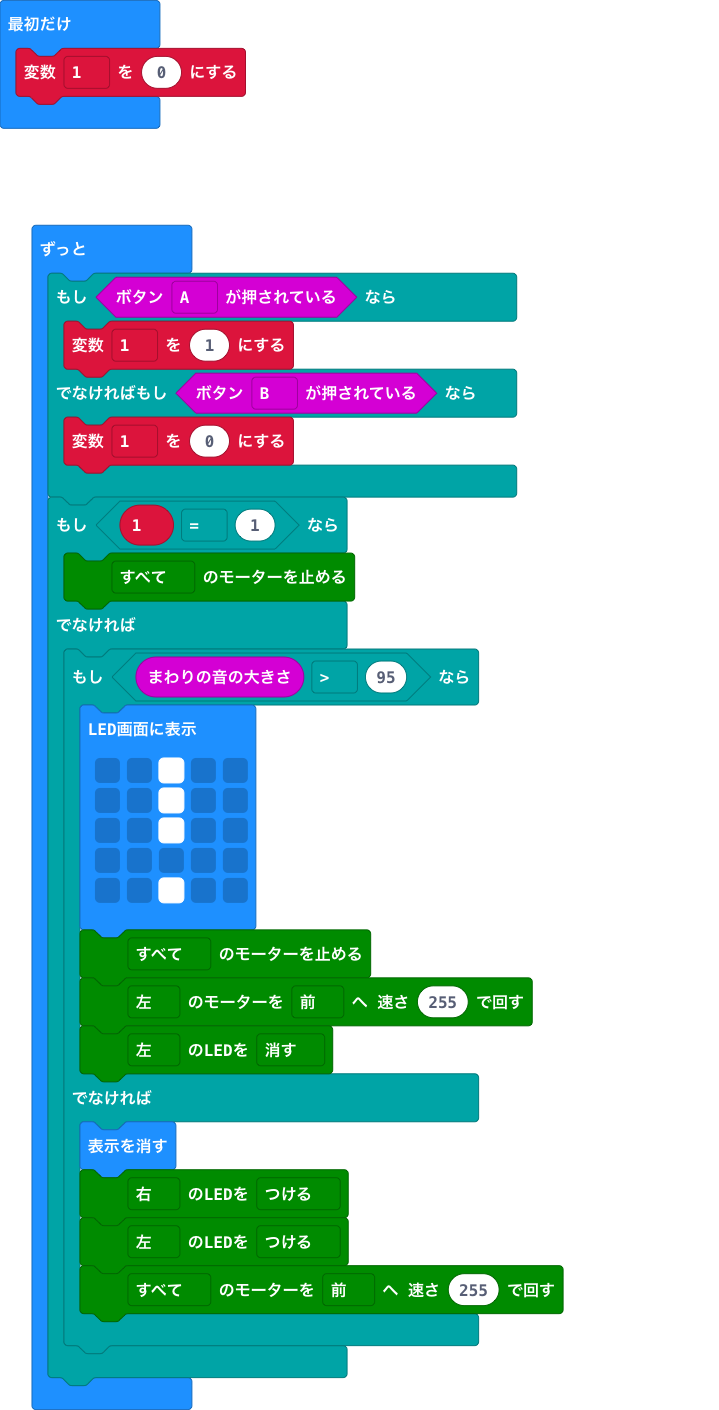 最初だけ
変数 1 を 0 にする
ずっと
もし ボタン A が押されている なら
変数 1 を 1 にする
でなければもし ボタン B が押されている なら
変数 1 を 0 にする
もし 1 = 1 なら
すべて のモーターを止める
でなければ
もし まわりの音の大きさ > 95 なら
LED画面に表示
すべて のモーターを止める
左 のモーターを 前 へ 速さ 255 で回す
左 のLEDを 消す
でなければ
表示を消す
右 のLEDを つける
左 のLEDを つける
すべて のモーターを 前 へ 速さ 255 で回す